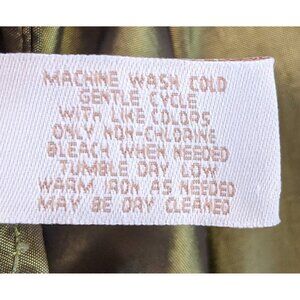 MACHINE WASH COLD
GENTLE CYCLE
WITH LIKE COLORS
ONLY NON-CHLORINE
BLEACH WHEN NEEDED
TUMBLE DRY LOW
WARM IRON AS NEEDED
MAY BE DRY CLEANED